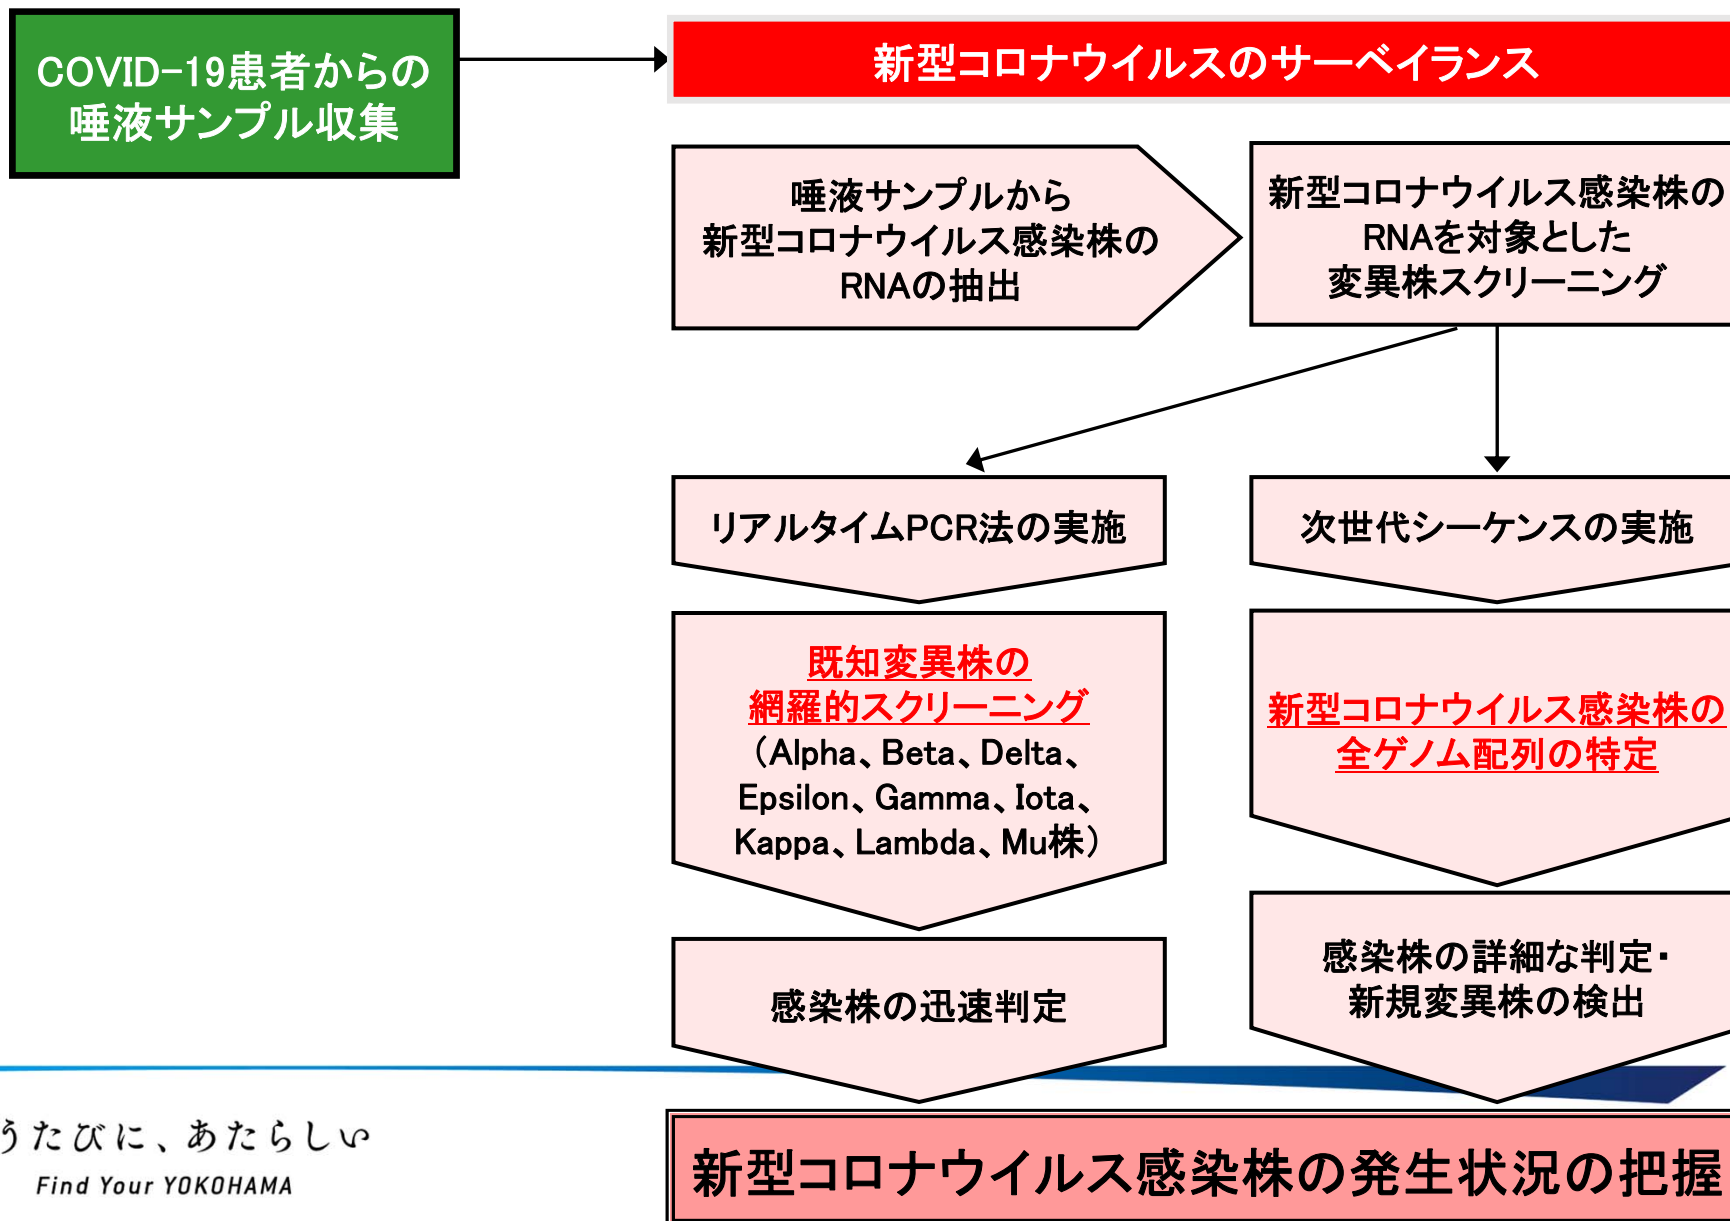 COVID-19患者からの
唾液サンプル収集
新型コロナウイルスのサーベイランス
唾液サンプルから
新型コロナウイルス感染株の
RNAの抽出
新型コロナウイルス感染株の
RNAを対象とした
変異株スクリーニング
リアルタイムPCR法の実施
次世代シーケンスの実施
既知変異株の
網羅的スクリーニング
（Alpha、Beta、Delta、
Epsilon、Gamma、Iota、
Kappa、Lambda、Mu株）
新型コロナウイルス感染株の
全ゲノム配列の特定
感染株の迅速判定
感染株の詳細な判定・
新規変異株の検出
新型コロナウイルス感染株の発生状況の把握
うたびに、あたらしい
Find Your YOKOHAMA